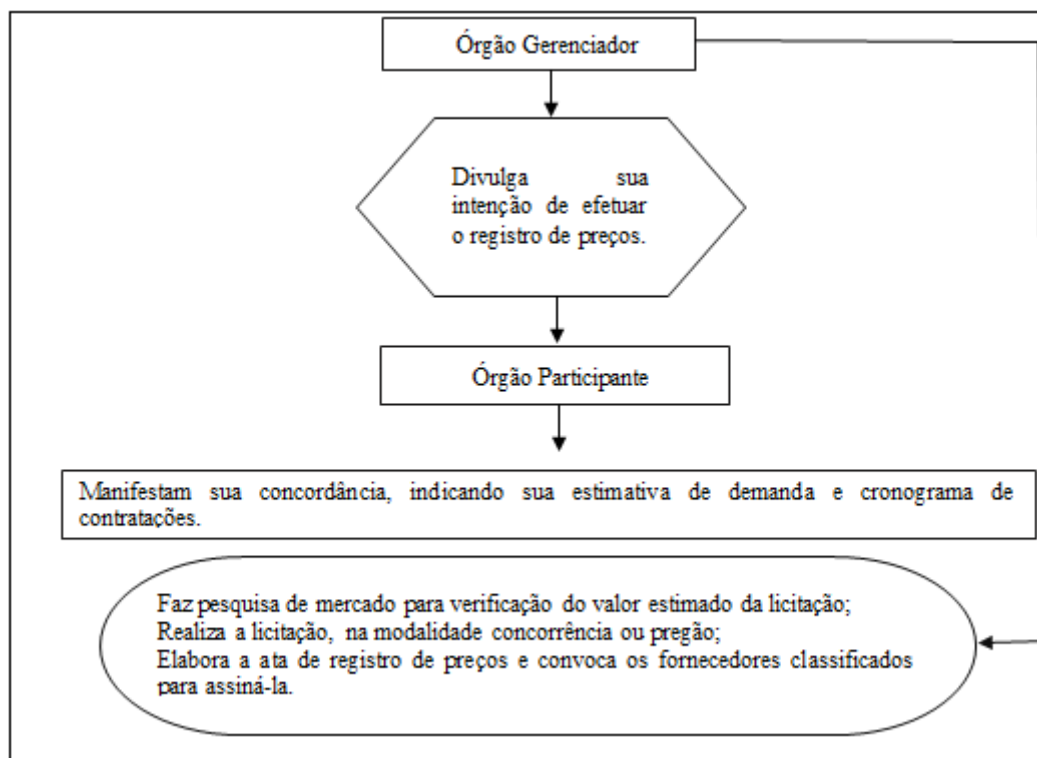 Órgão Gerenciador
Divulga sua
intenção de efetuar
o registro de preços.
Órgão Participante
Manifestam sua concordância, indicando sua estimativa de demanda e cronograma de
contratações.
Faz pesquisa de mercado para verificação do valor estimado da licitação;
Realiza a licitação, na modalidade concorrência ou pregão;
Elabora a ata de registro de preços e convoca os fornecedores classificados
para assiná-la.